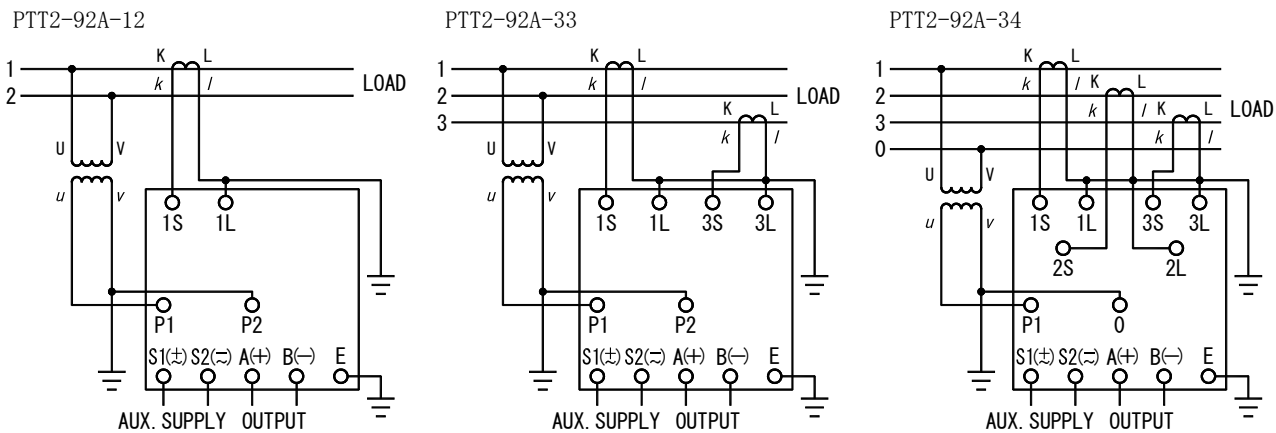 PTT2-92A-12
K L
1
k l
LOAD
2
U V
u v
1S 1L
P1 P2
S1(±) S2(∓) A(+) B(−) E
AUX. SUPPLY OUTPUT
PTT2-92A-33
K L
1
k l
2
LOAD
K L
3
k l
U V
u v
1S 1L 3S 3L
P1 P2
S1(±) S2(∓) A(+) B(−) E
AUX. SUPPLY OUTPUT
PTT2-92A-34
K L
1
k l K L
2
k l K L
LOAD
3
k l
0
U V
u v
1S 1L 3S 3L
2S 2L
P1 0
S1(±) S2(∓) A(+) B(−) E
AUX. SUPPLY OUTPUT